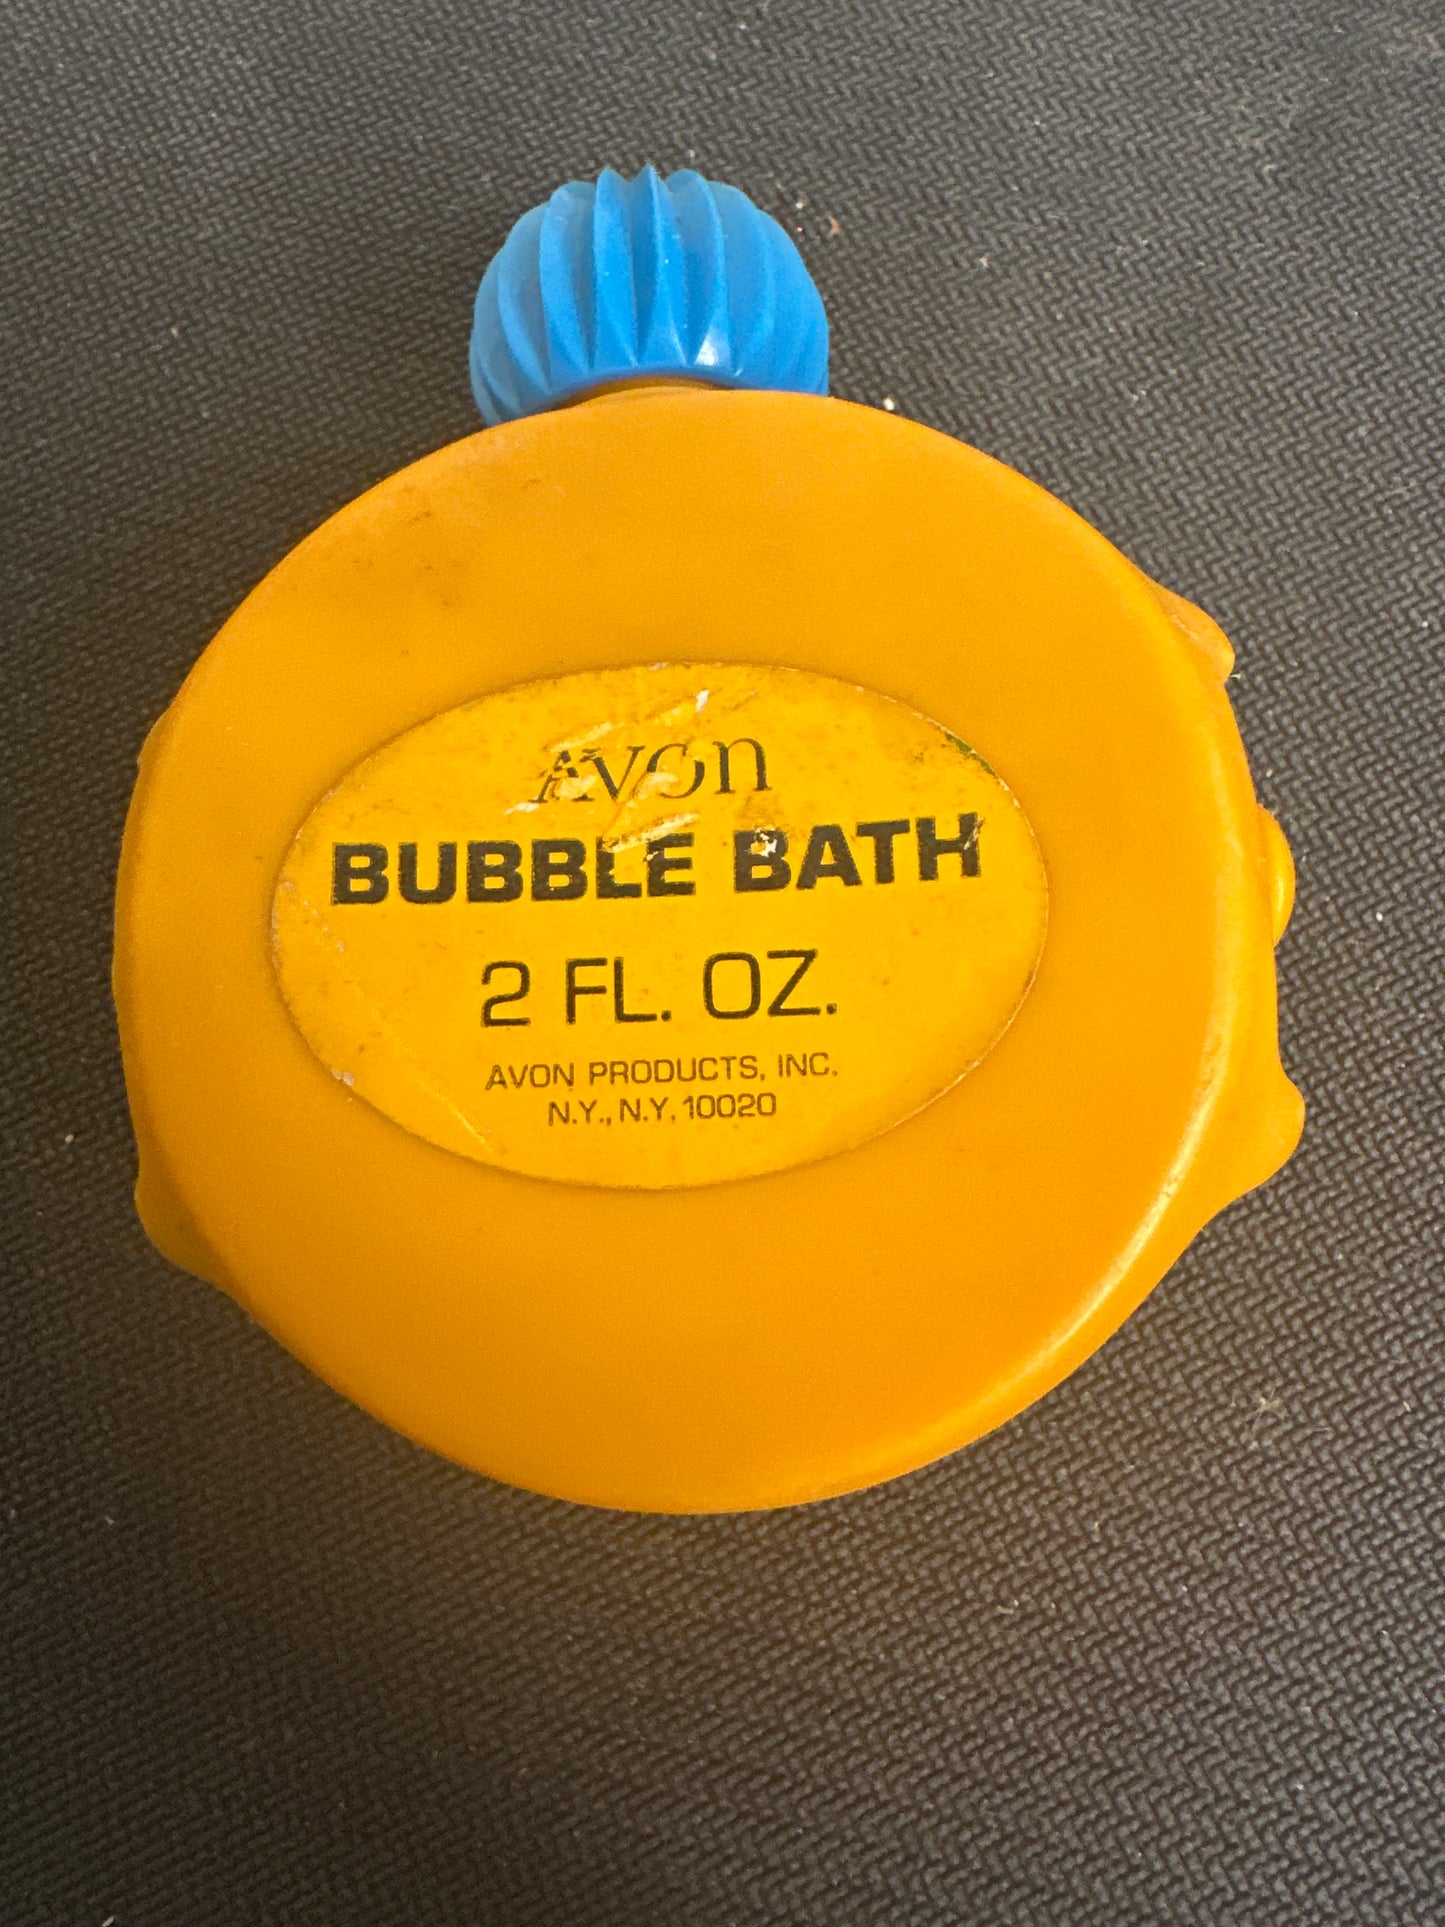 AVON
BUBBLE BATH
2 FL. OZ.
AVON PRODUCTS, INC.
N.Y., N.Y. 10020